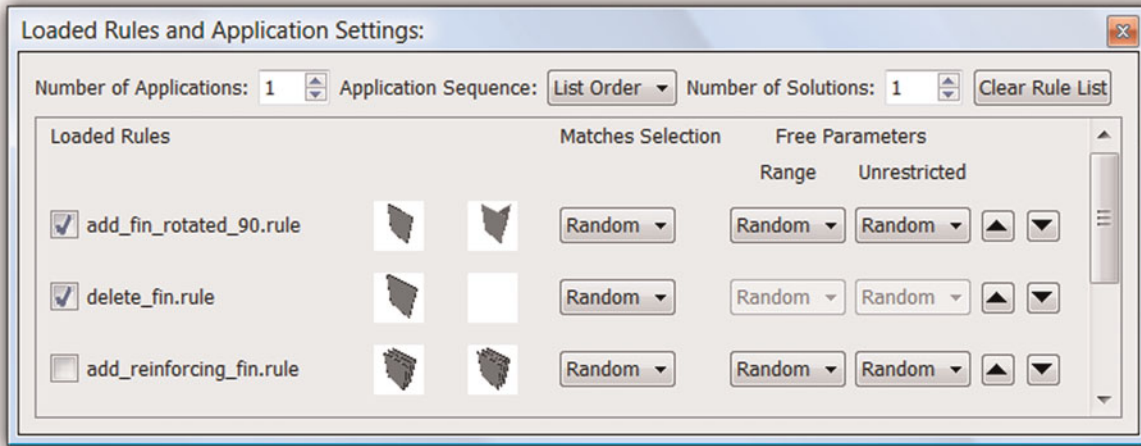 Loaded Rules and Application Settings:
Number of Applications: 1 Application Sequence: List Order Number of Solutions: 1 Clear Rule List
Loaded Rules Matches Selection Free Parameters
Range Unrestricted
add_fin_rotated_90.rule Random Random Random
delete_fin.rule Random Random Random
add_reinforcing_fin.rule Random Random Random